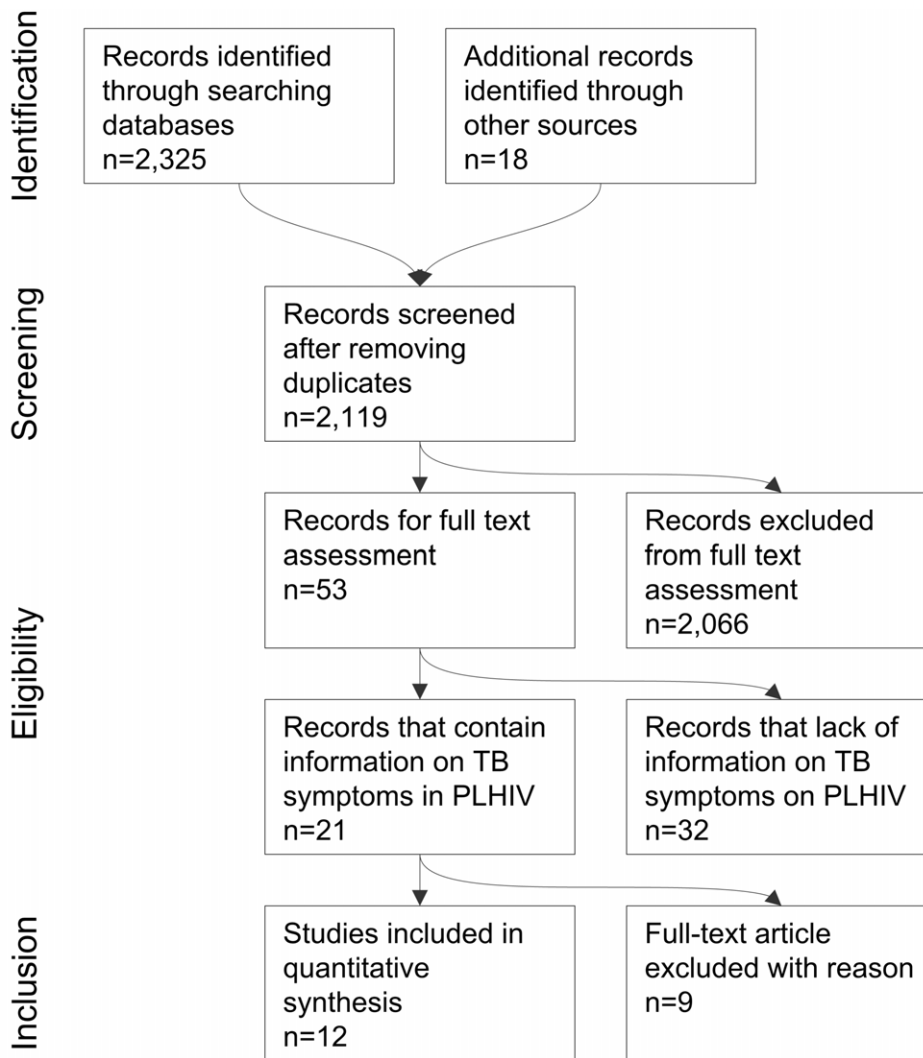 Identification
Records identified
through searching
databases
n=2,325
Additional records
identified through
other sources
n=18
Screening
Records screened
after removing
duplicates
n=2,119
Eligibility
Records for full text
assessment
n=53
Records excluded
from full text
assessment
n=2,066
Records that contain
information on TB
symptoms in PLHIV
n=21
Records that lack of
information on TB
symptoms on PLHIV
n=32
Inclusion
Studies included in
quantitative
synthesis
n=12
Full-text article
excluded with reason
n=9